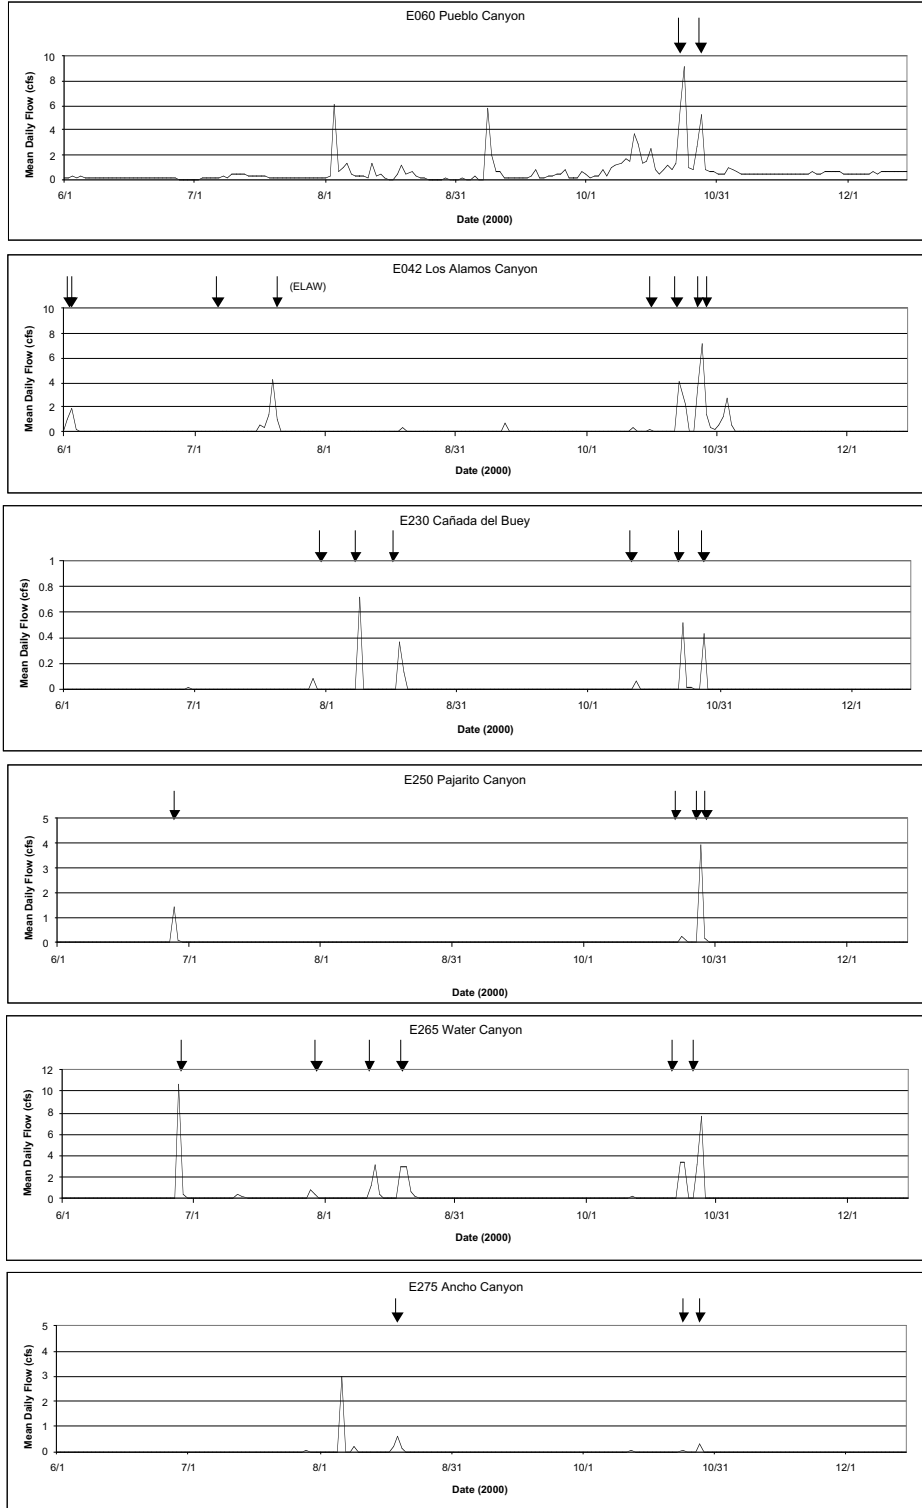 E060 Pueblo Canyon
Mean Daily Flow (cfs)
10
8
6
4
2
0
6/1 7/1 8/1 8/31 10/1 10/31 12/1
Date (2000)
E042 Los Alamos Canyon
(ELAW)
Mean Daily Flow (cfs)
10
8
6
4
2
0
6/1 7/1 8/1 8/31 10/1 10/31 12/1
Date (2000)
E230 Cañada del Buey
Mean Daily Flow (cfs)
1
0.8
0.6
0.4
0.2
0
6/1 7/1 8/1 8/31 10/1 10/31 12/1
Date (2000)
E250 Pajarito Canyon
Mean Daily Flow (cfs)
5
4
3
2
1
0
6/1 7/1 8/1 8/31 10/1 10/31 12/1
Date (2000)
E265 Water Canyon
Mean Daily Flow (cfs)
12
10
8
6
4
2
0
6/1 7/1 8/1 8/31 10/1 10/31 12/1
Date (2000)
E275 Ancho Canyon
Mean Daily Flow (cfs)
5
4
3
2
1
0
6/1 7/1 8/1 8/31 10/1 10/31 12/1
Date (2000)